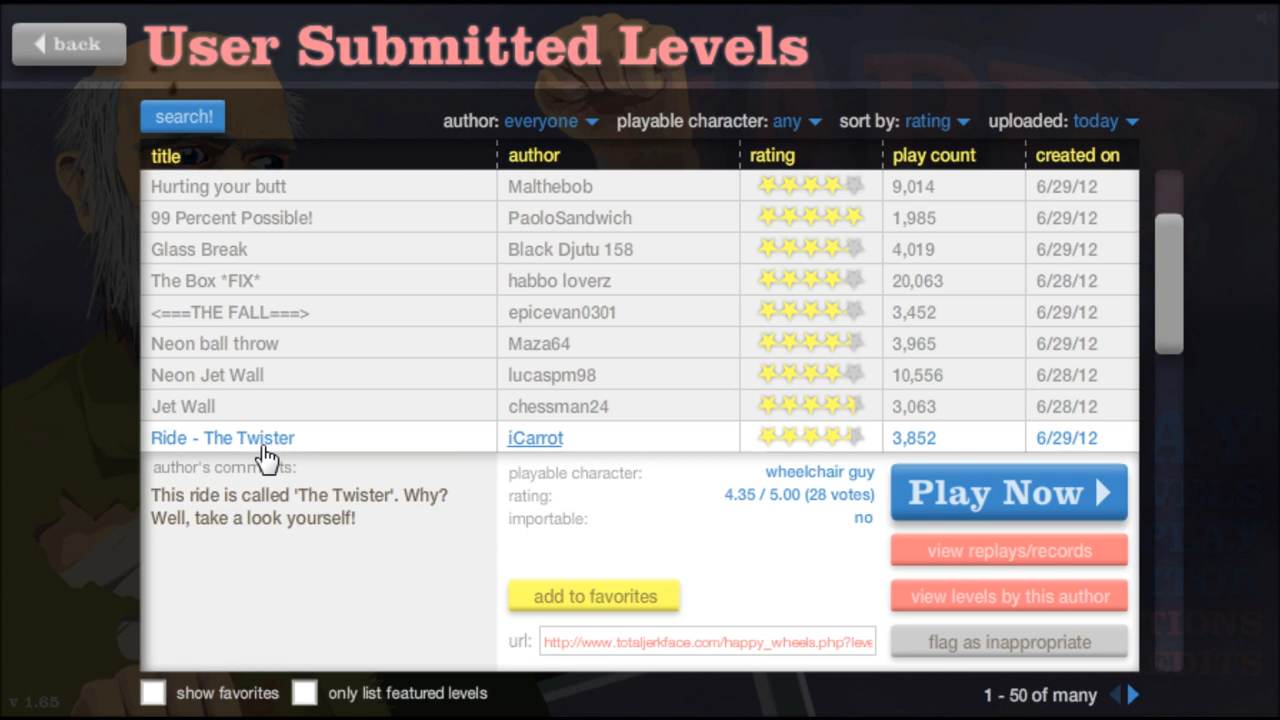 back
User Submitted Levels
search!
author: everyone playable character: any sort by: rating uploaded: today
title author rating play count created on
Hurting your butt Malthebob 9,014 6/29/12
99 Percent Possible! PaoloSandwich 1,985 6/29/12
Glass Break Black Djutu 158 4,019 6/29/12
The Box *FIX* habbo loverz 20,063 6/28/12
<===THE FALL===> epicevan0301 3,452 6/29/12
Neon ball throw Maza64 3,965 6/29/12
Neon Jet Wall lucaspm98 10,556 6/28/12
Jet Wall chessman24 3,063 6/28/12
Ride - The Twister iCarrot 3,852 6/29/12
author's comments:
This ride is called 'The Twister'. Why?
Well, take a look yourself!
playable character: wheelchair guy
rating: 4.35 / 5.00 (28 votes)
importable: no
add to favorites
url: http://www.totaljerkface.com/happy_wheels.php?leve
Play Now
view replays/records
view levels by this author
flag as inappropriate
show favorites only list featured levels
1 - 50 of many
v 1.65